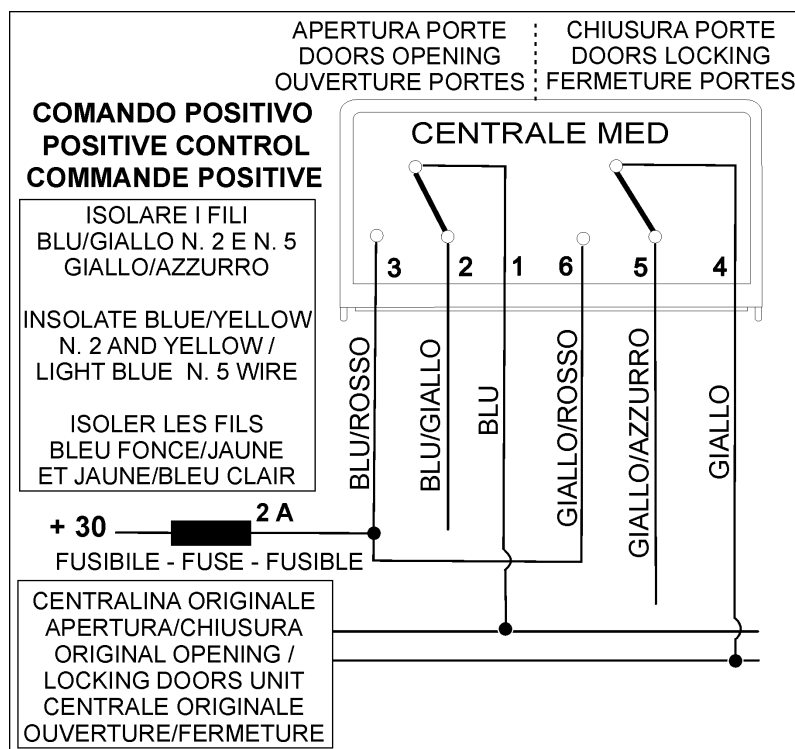 APERTURA PORTE
DOORS OPENING
OUVERTURE PORTES
CHIUSURA PORTE
DOORS LOCKING
FERMETURE PORTES
COMANDO POSITIVO
POSITIVE CONTROL
COMMANDE POSITIVE
CENTRALE MED
ISOLARE I FILI
BLU/GIALLO N. 2 E N. 5
GIALLO/AZZURRO
INSOLATE BLUE/YELLOW
N. 2 AND YELLOW /
LIGHT BLUE N. 5 WIRE
ISOLER LES FILS
BLEU FONCE/JAUNE
ET JAUNE/BLEU CLAIR
3 2 1 6 5 4
BLU/ROSSO
BLU/GIALLO
BLU
GIALLO/ROSSO
GIALLO/AZZURRO
GIALLO
+ 30
2 A
FUSIBILE - FUSE - FUSIBLE
CENTRALINA ORIGINALE
APERTURA/CHIUSURA
ORIGINAL OPENING /
LOCKING DOORS UNIT
CENTRALE ORIGINALE
OUVERTURE/FERMETURE